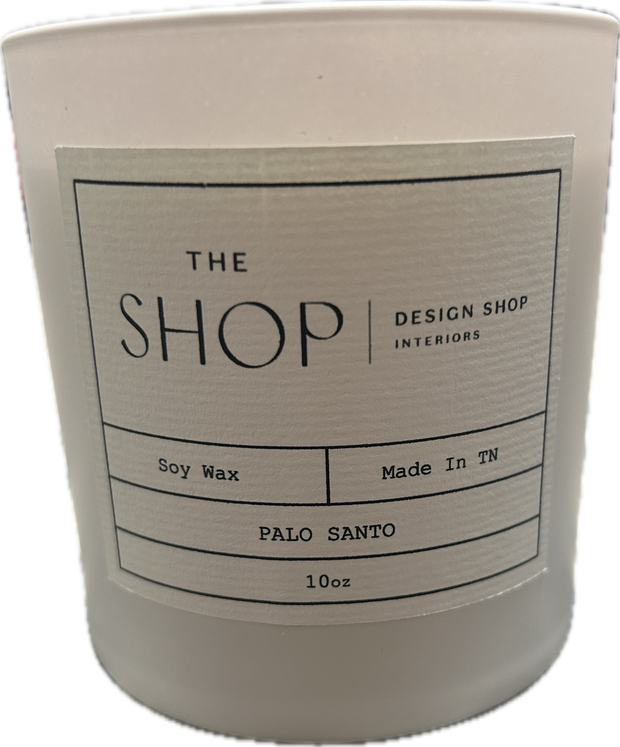 THE
SHOP
DESIGN SHOP
INTERIORS
Soy Wax
Made In TN
PALO SANTO
10oz